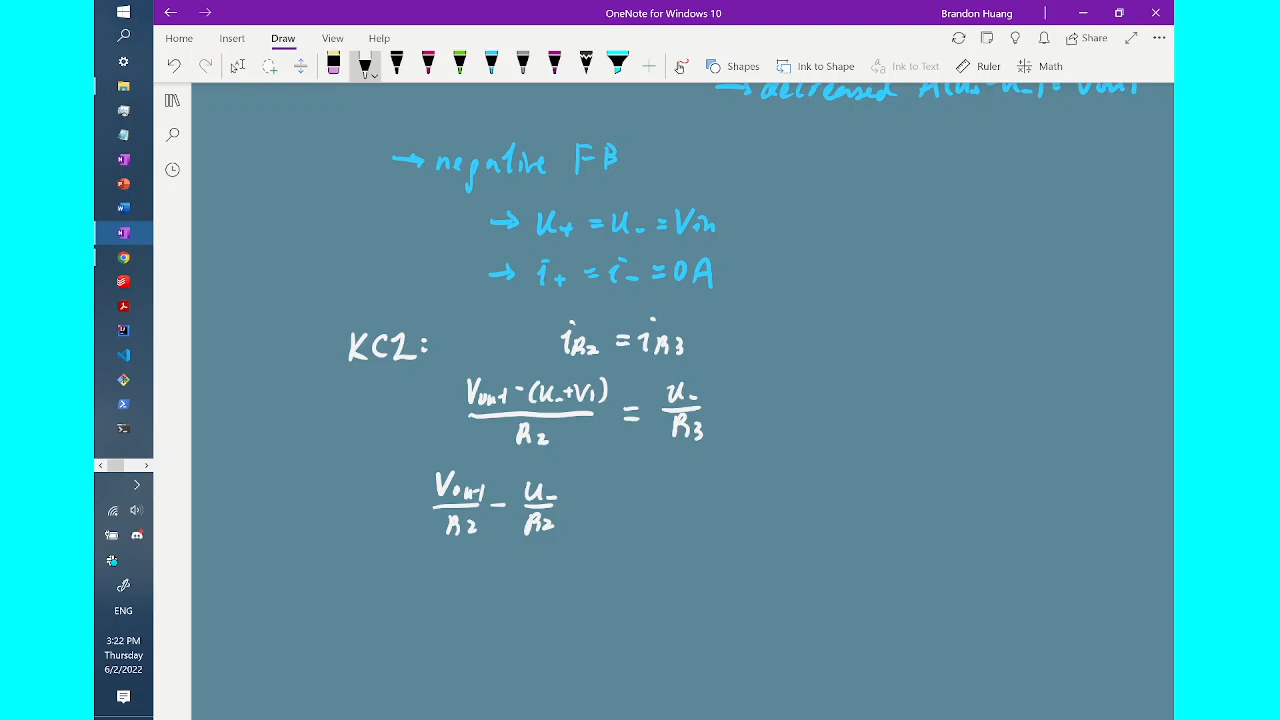 OneNote for Windows 10
Brandon Huang
Home Insert Draw View Help
Share
Shapes Ink to Shape Ink to Text Ruler Math
→ decreased A(u₊-u₋) = Vout
→ negative FB
→ u₊ = u₋ = Vin
→ i₊ = i₋ = 0A
KCL: iR2 = iR3
(Vout - (u₋+V1))/R2 = u₋/R3
Vout/R2 - u₋/R2
ENG
3:22 PM
Thursday
6/2/2022